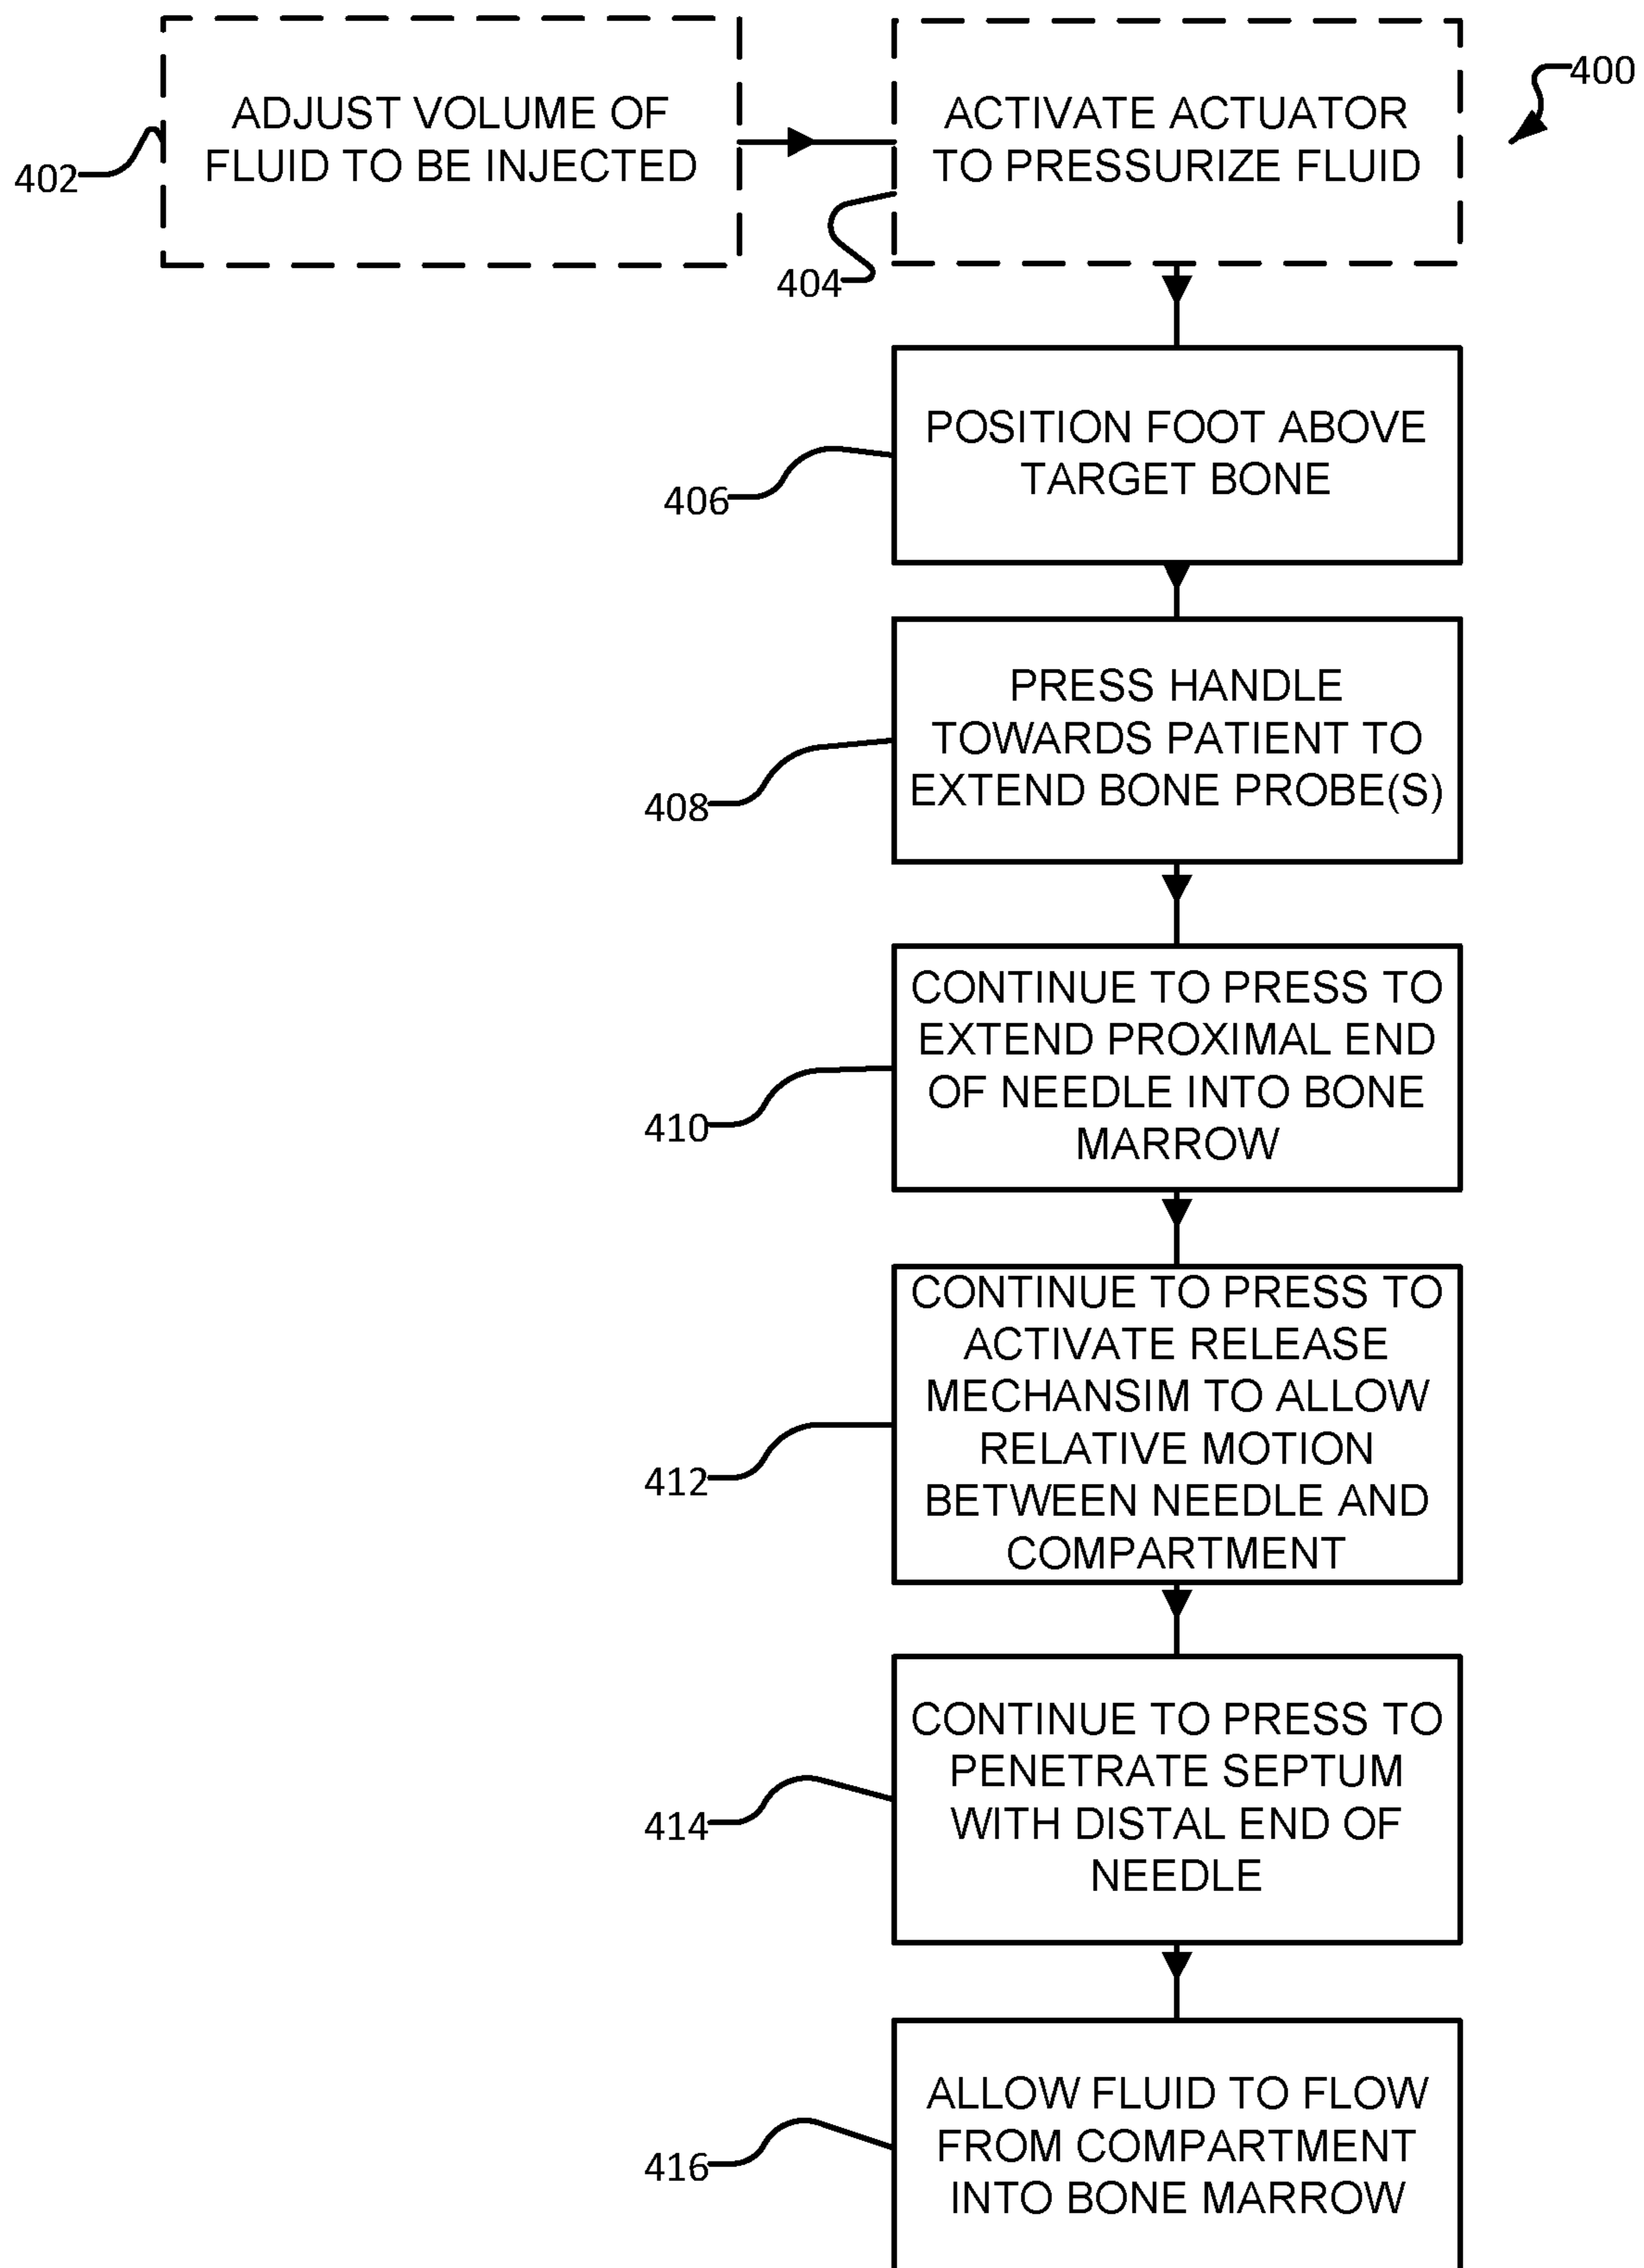 400
ADJUST VOLUME OF
FLUID TO BE INJECTED
402
ACTIVATE ACTUATOR
TO PRESSURIZE FLUID
404
POSITION FOOT ABOVE
TARGET BONE
406
PRESS HANDLE
TOWARDS PATIENT TO
EXTEND BONE PROBE(S)
408
CONTINUE TO PRESS TO
EXTEND PROXIMAL END
OF NEEDLE INTO BONE
MARROW
410
CONTINUE TO PRESS TO
ACTIVATE RELEASE
MECHANSIM TO ALLOW
RELATIVE MOTION
BETWEEN NEEDLE AND
COMPARTMENT
412
CONTINUE TO PRESS TO
PENETRATE SEPTUM
WITH DISTAL END OF
NEEDLE
414
ALLOW FLUID TO FLOW
FROM COMPARTMENT
INTO BONE MARROW
416